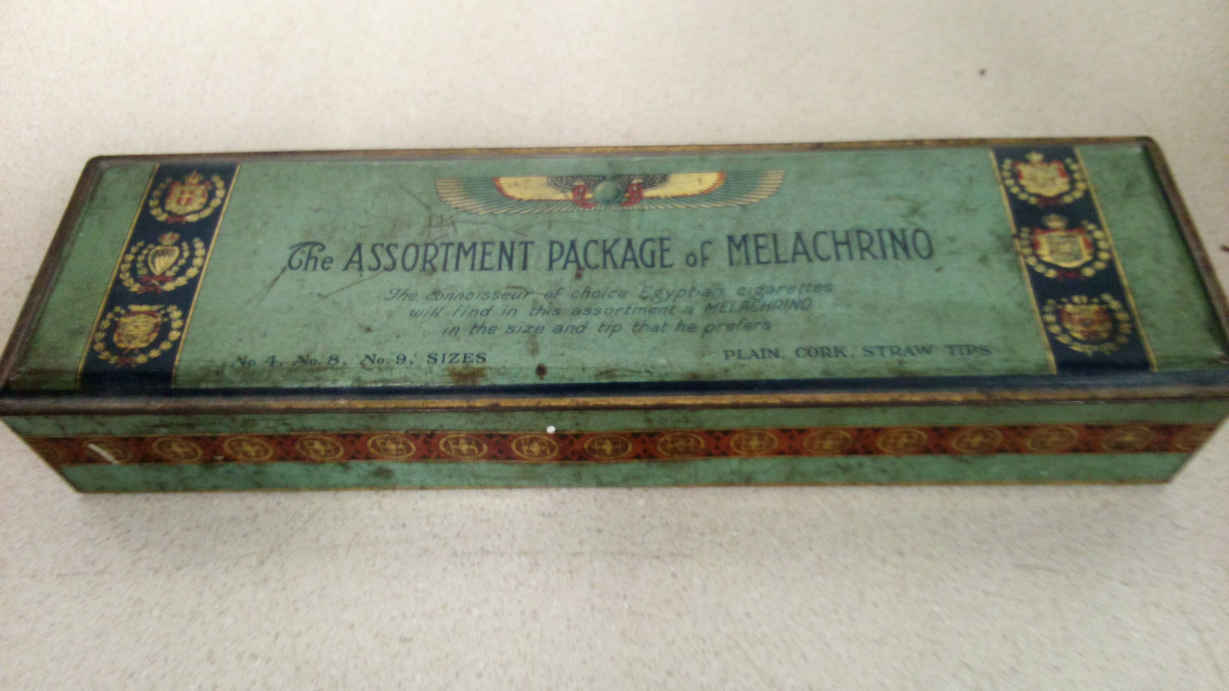 The ASSORTMENT PACKAGE of MELACHRINO
The connoisseur of choice Egyptian cigarettes
will find in this assortment a MELACHRINO
in the size and tip that he prefers
No 4, No. 8, No. 9, SIZES
PLAIN, CORK, STRAW TIPS